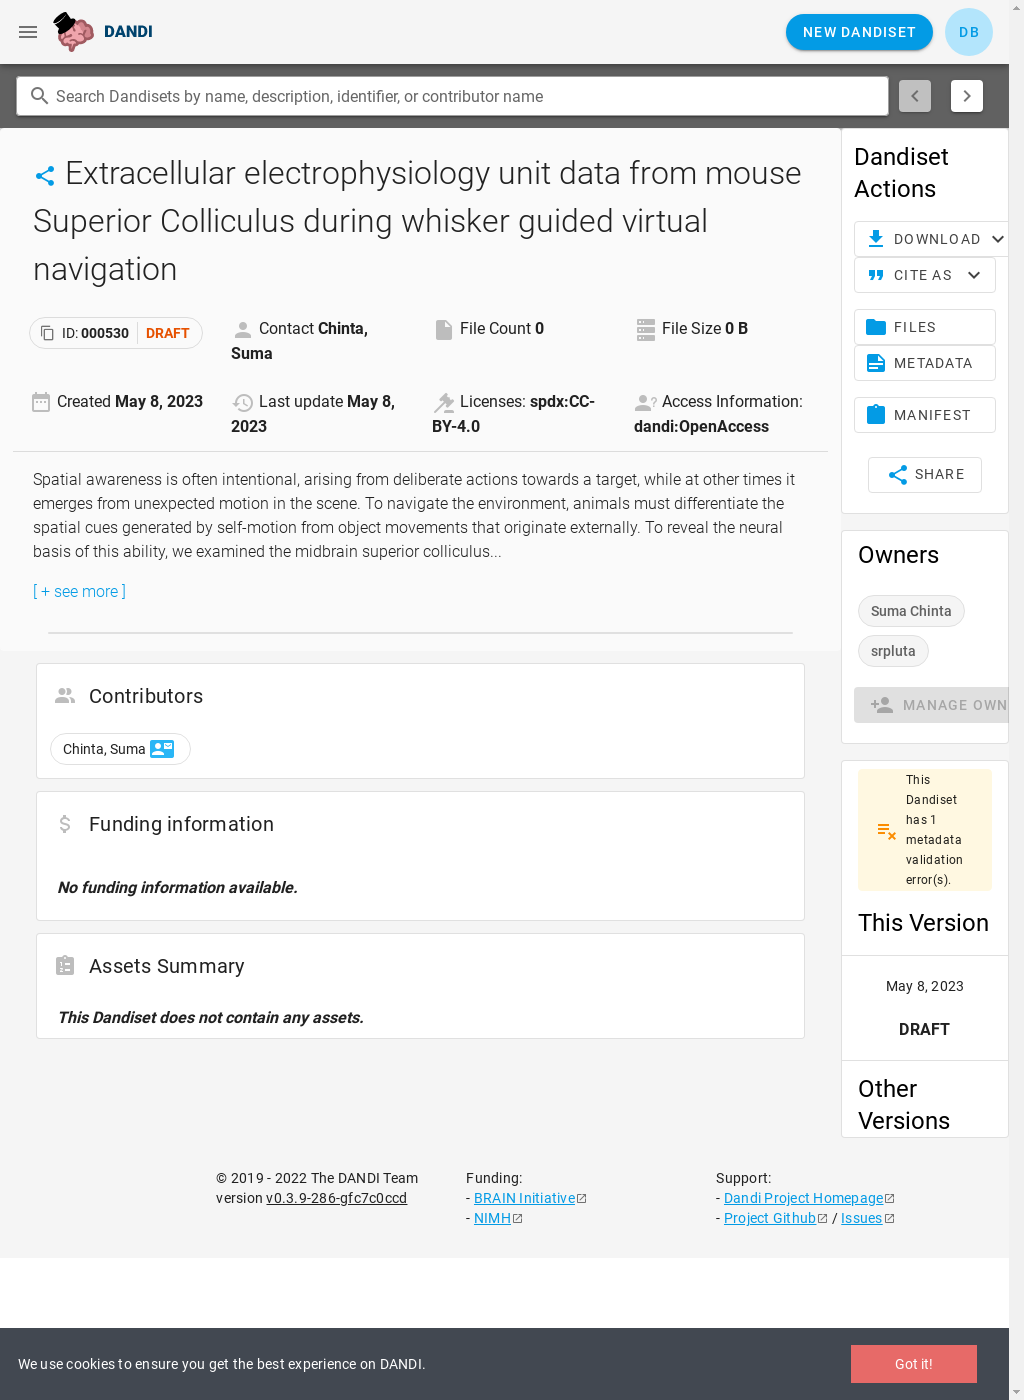 DANDI
NEW DANDISET
DB
Search Dandisets by name, description, identifier, or contributor name
Extracellular electrophysiology unit data from mouse
Superior Colliculus during whisker guided virtual
navigation
ID: 000530 DRAFT
Contact Chinta,
Suma
File Count 0
File Size 0 B
Created May 8, 2023
Last update May 8,
2023
Licenses: spdx:CC-
BY-4.0
Access Information:
dandi:OpenAccess
Spatial awareness is often intentional, arising from deliberate actions towards a target, while at other times it
emerges from unexpected motion in the scene. To navigate the environment, animals must differentiate the
spatial cues generated by self-motion from object movements that originate externally. To reveal the neural
basis of this ability, we examined the midbrain superior colliculus...
[ + see more ]
Contributors
Chinta, Suma
Funding information
No funding information available.
Assets Summary
This Dandiset does not contain any assets.
Dandiset
Actions
DOWNLOAD
CITE AS
FILES
METADATA
MANIFEST
SHARE
Owners
Suma Chinta
srpluta
MANAGE OWN
This
Dandiset
has 1
metadata
validation
error(s).
This Version
May 8, 2023
DRAFT
Other
Versions
© 2019 - 2022 The DANDI Team
version v0.3.9-286-gfc7c0ccd
Funding:
- BRAIN Initiative
- NIMH
Support:
- Dandi Project Homepage
- Project Github / Issues
We use cookies to ensure you get the best experience on DANDI.
Got it!